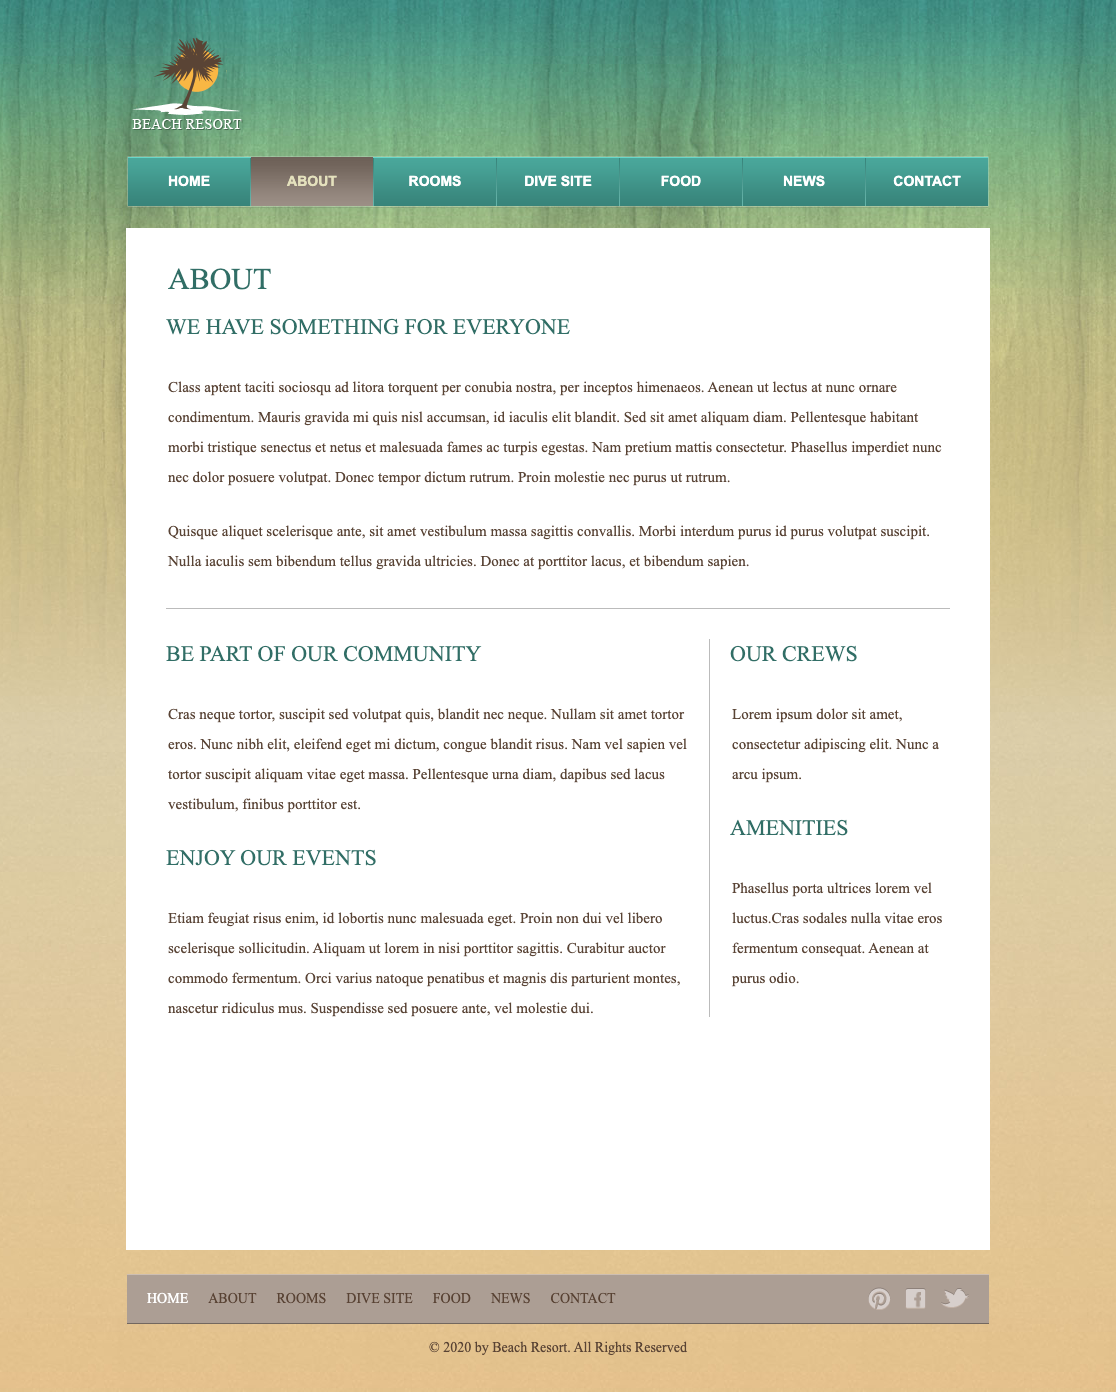 BEACH RESORT
HOME ABOUT ROOMS DIVE SITE FOOD NEWS CONTACT
ABOUT
WE HAVE SOMETHING FOR EVERYONE
Class aptent taciti sociosqu ad litora torquent per conubia nostra, per inceptos himenaeos. Aenean ut lectus at nunc ornare
condimentum. Mauris gravida mi quis nisl accumsan, id iaculis elit blandit. Sed sit amet aliquam diam. Pellentesque habitant
morbi tristique senectus et netus et malesuada fames ac turpis egestas. Nam pretium mattis consectetur. Phasellus imperdiet nunc
nec dolor posuere volutpat. Donec tempor dictum rutrum. Proin molestie nec purus ut rutrum.
Quisque aliquet scelerisque ante, sit amet vestibulum massa sagittis convallis. Morbi interdum purus id purus volutpat suscipit.
Nulla iaculis sem bibendum tellus gravida ultricies. Donec at porttitor lacus, et bibendum sapien.
BE PART OF OUR COMMUNITY
Cras neque tortor, suscipit sed volutpat quis, blandit nec neque. Nullam sit amet tortor
eros. Nunc nibh elit, eleifend eget mi dictum, congue blandit risus. Nam vel sapien vel
tortor suscipit aliquam vitae eget massa. Pellentesque urna diam, dapibus sed lacus
vestibulum, finibus porttitor est.
ENJOY OUR EVENTS
Etiam feugiat risus enim, id lobortis nunc malesuada eget. Proin non dui vel libero
scelerisque sollicitudin. Aliquam ut lorem in nisi porttitor sagittis. Curabitur auctor
commodo fermentum. Orci varius natoque penatibus et magnis dis parturient montes,
nascetur ridiculus mus. Suspendisse sed posuere ante, vel molestie dui.
OUR CREWS
Lorem ipsum dolor sit amet,
consectetur adipiscing elit. Nunc a
arcu ipsum.
AMENITIES
Phasellus porta ultrices lorem vel
luctus.Cras sodales nulla vitae eros
fermentum consequat. Aenean at
purus odio.
HOME ABOUT ROOMS DIVE SITE FOOD NEWS CONTACT
© 2020 by Beach Resort. All Rights Reserved